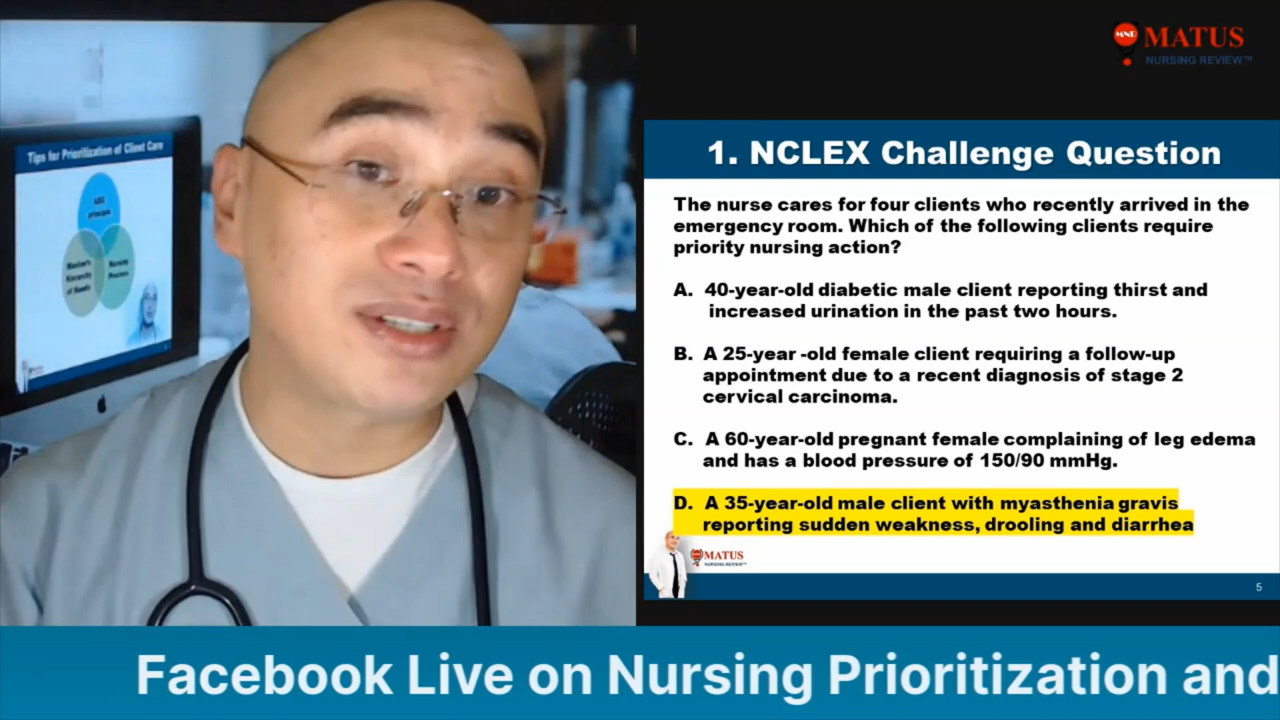 MNR MATUS
NURSING REVIEW™
Tips for Prioritization of Client Care
ABC
principle
Maslow's
Hierarchy
of Needs
Nursing
Process
1. NCLEX Challenge Question
The nurse cares for four clients who recently arrived in the
emergency room. Which of the following clients require
priority nursing action?
A. 40-year-old diabetic male client reporting thirst and
increased urination in the past two hours.
B. A 25-year -old female client requiring a follow-up
appointment due to a recent diagnosis of stage 2
cervical carcinoma.
C. A 60-year-old pregnant female complaining of leg edema
and has a blood pressure of 150/90 mmHg.
D. A 35-year-old male client with myasthenia gravis
reporting sudden weakness, drooling and diarrhea
MATUS
NURSING REVIEW™
5
Facebook Live on Nursing Prioritization and